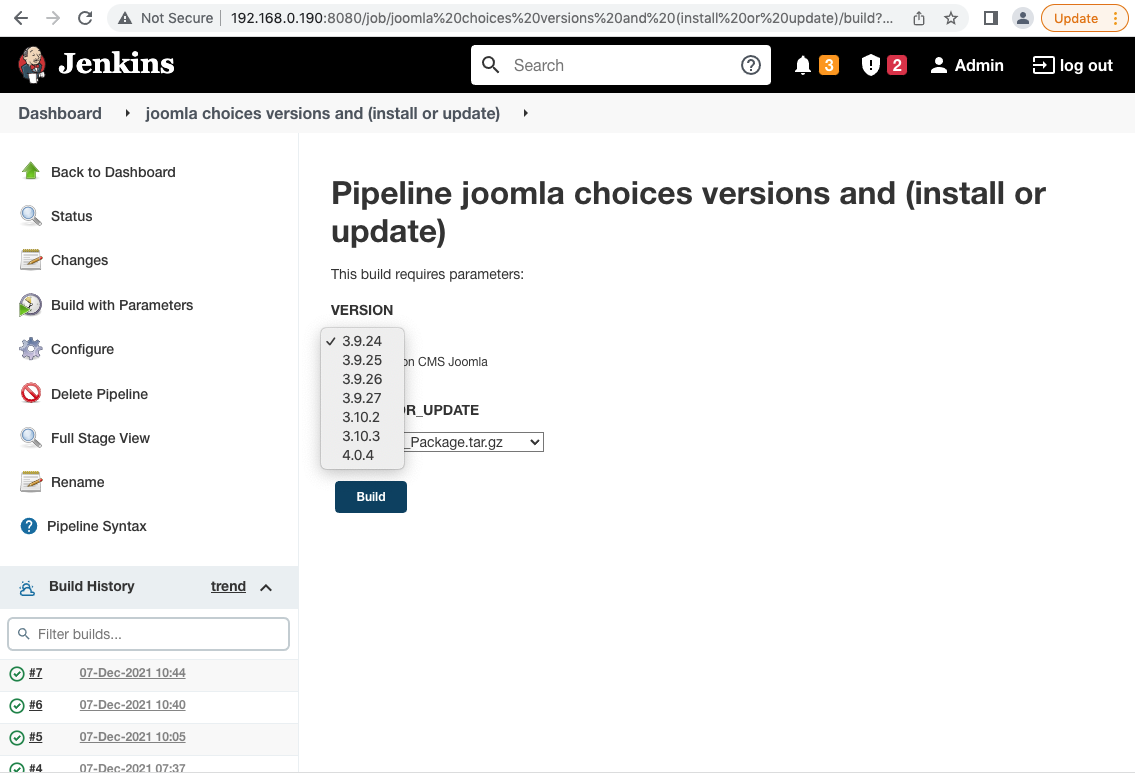 Not Secure 192.168.0.190:8080/job/joomla%20choices%20versions%20and%20(install%20or%20update)/build?... Update
Jenkins Search 3 2 Admin log out
Dashboard joomla choices versions and (install or update)
Back to Dashboard
Status
Changes
Build with Parameters
Configure
Delete Pipeline
Full Stage View
Rename
Pipeline Syntax
Build History trend
Filter builds...
#7 07-Dec-2021 10:44
#6 07-Dec-2021 10:40
#5 07-Dec-2021 10:05
#4 07-Dec-2021 07:37
Pipeline joomla choices versions and (install or
update)
This build requires parameters:
VERSION
3.9.24
3.9.25
3.9.26
3.9.27
3.10.2
3.10.3
4.0.4
on CMS Joomla
OR_UPDATE
_Package.tar.gz
Build